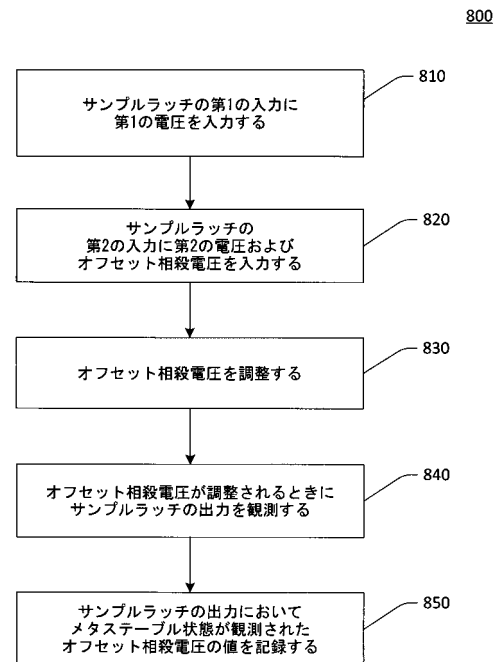 800
サンプルラッチの第1の入力に
第1の電圧を入力する
810
サンプルラッチの
第2の入力に第2の電圧および
オフセット相殺電圧を入力する
820
オフセット相殺電圧を調整する
830
オフセット相殺電圧が調整されるときに
サンプルラッチの出力を観測する
840
サンプルラッチの出力において
メタステーブル状態が観測された
オフセット相殺電圧の値を記録する
850